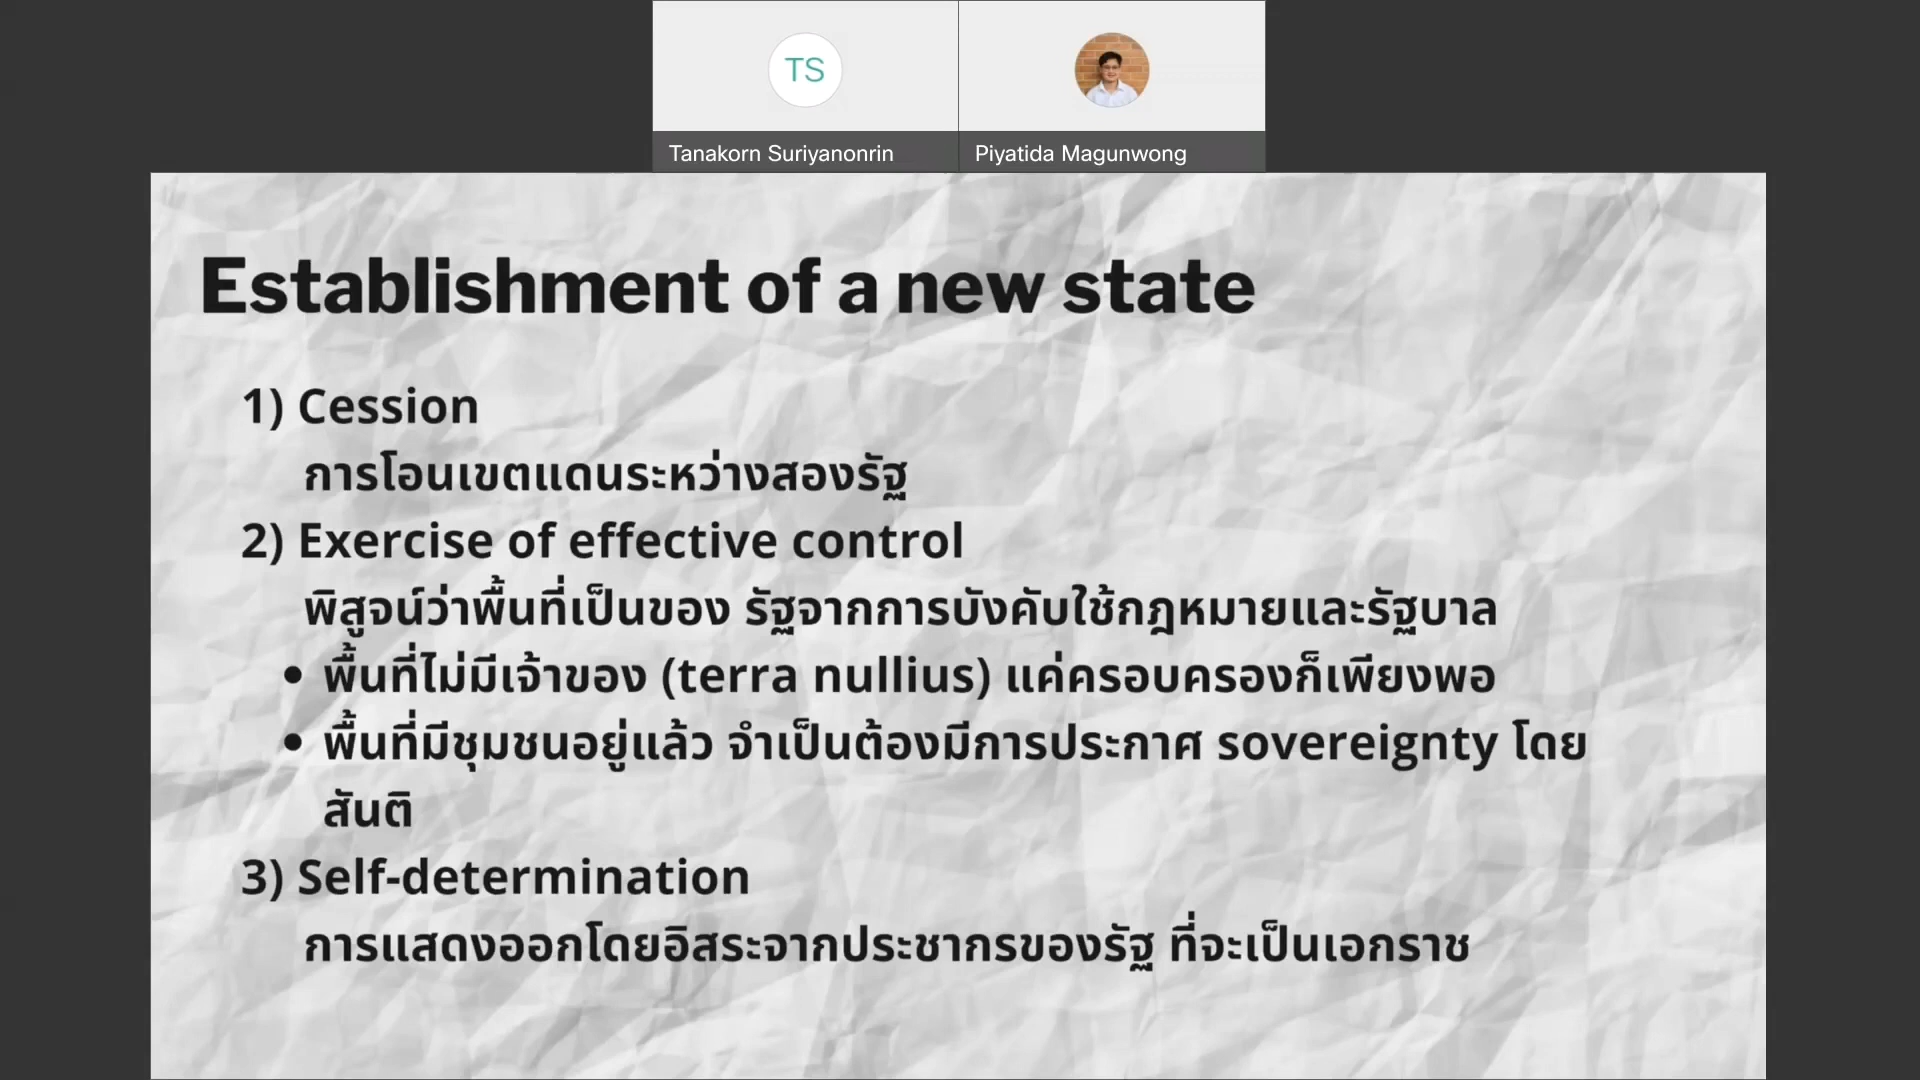 TS
Tanakorn Suriyanonrin
Piyatida Magunwong
Establishment of a new state
1) Cession
การโอนเขตแดนระหว่างสองรัฐ
2) Exercise of effective control
พิสูจน์ว่าพื้นที่เป็นของ รัฐจากการบังคับใช้กฎหมายและรัฐบาล
• พื้นที่ไม่มีเจ้าของ (terra nullius) แค่ครอบครองก็เพียงพอ
• พื้นที่มีชุมชนอยู่แล้ว จำเป็นต้องมีการประกาศ sovereignty โดย
สันติ
3) Self-determination
การแสดงออกโดยอิสระจากประชากรของรัฐ ที่จะเป็นเอกราช